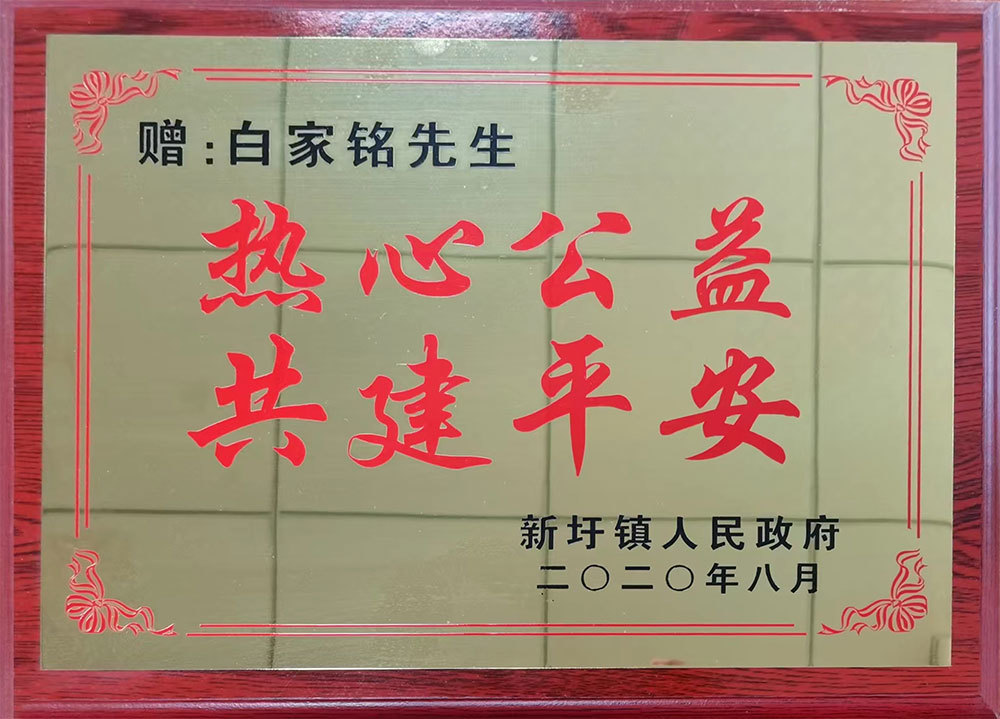 赠:白家铭先生
热心公益
共建平安
新圩镇人民政府
二〇二〇年八月